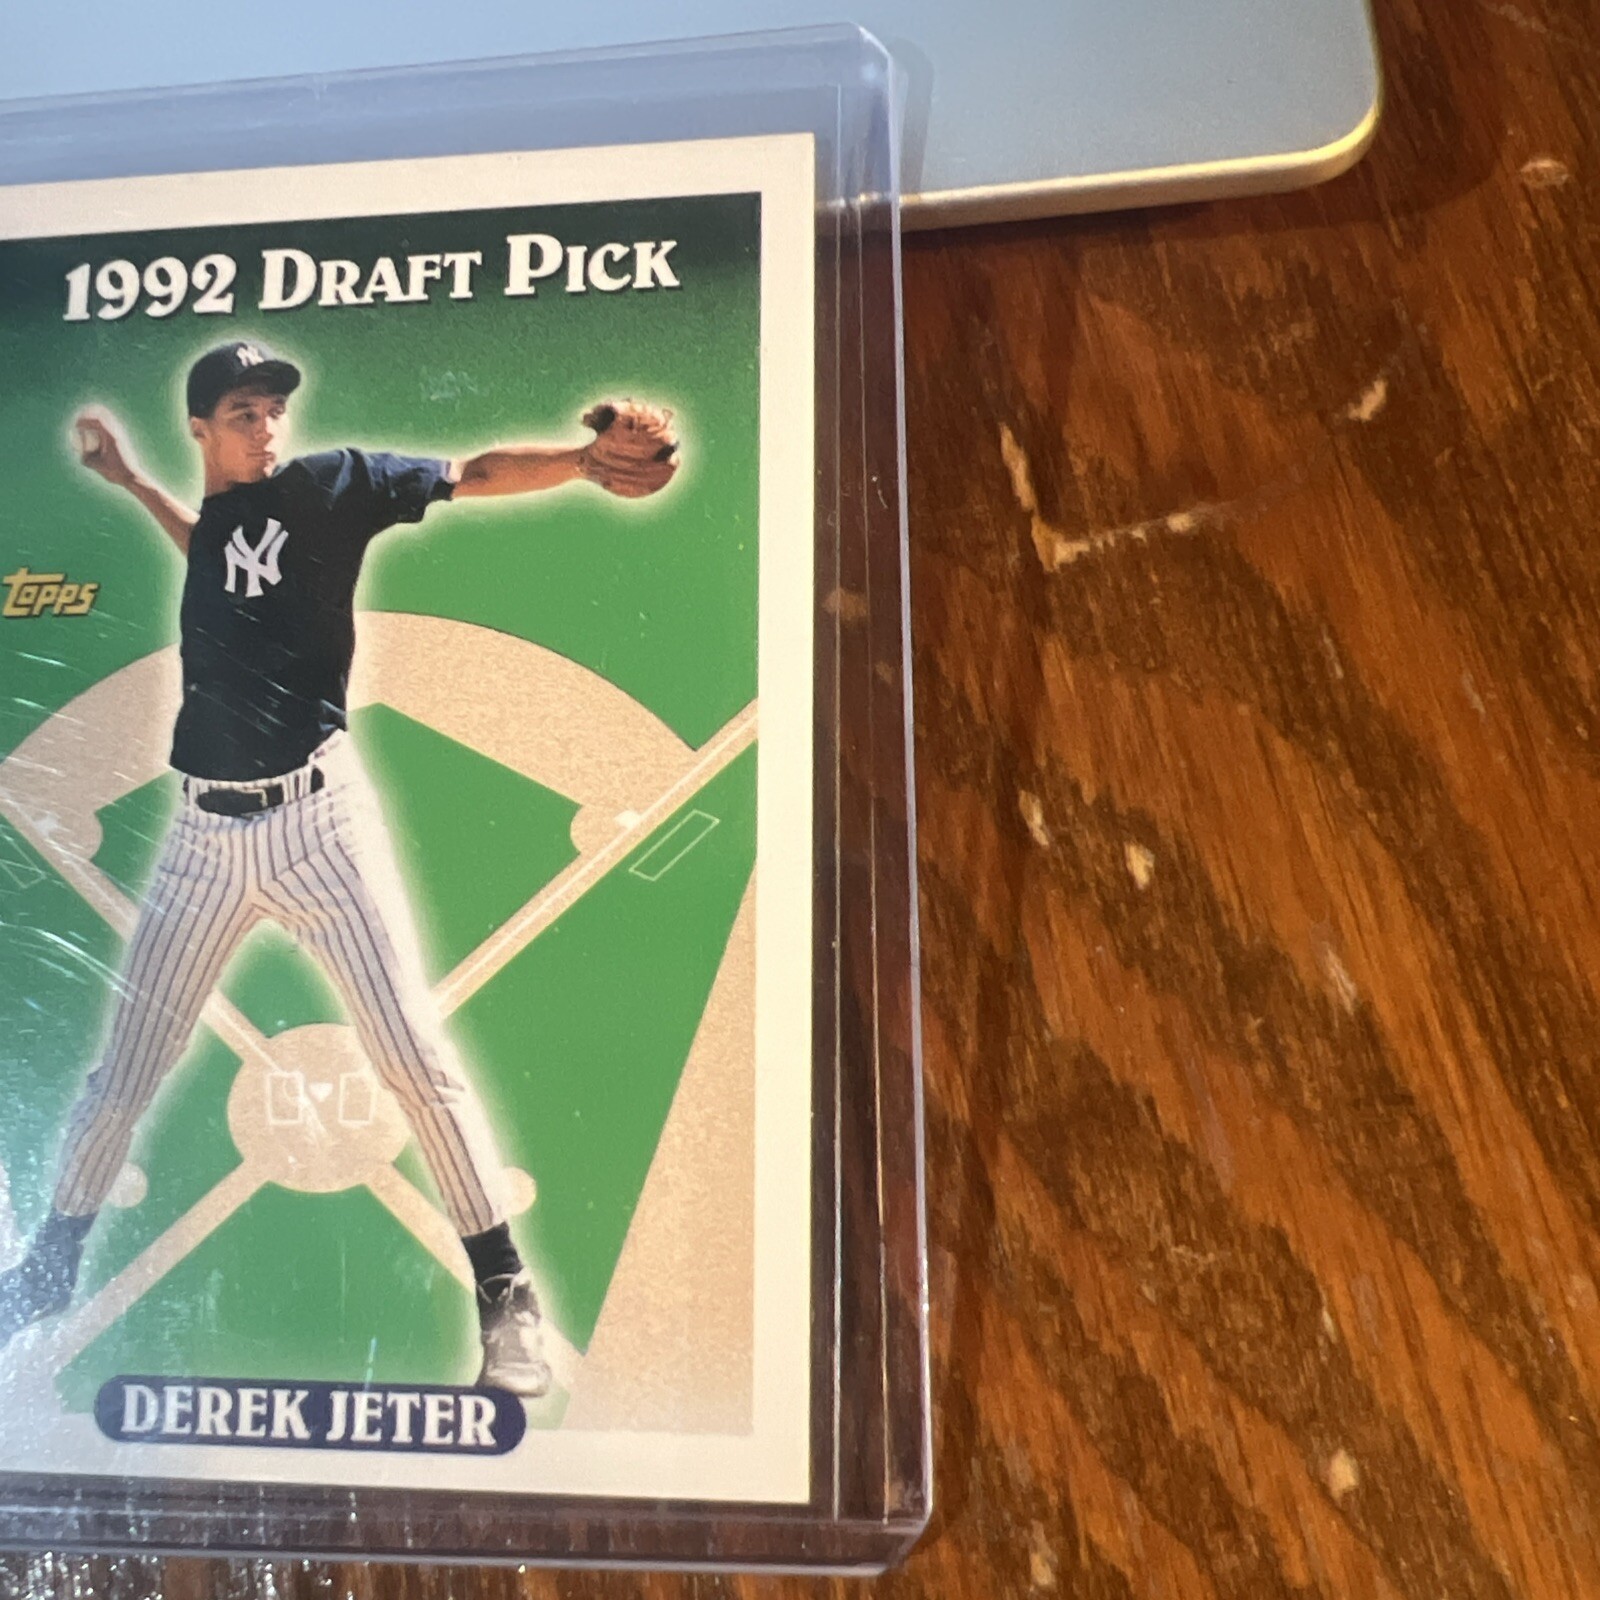 1992 DRAFT PICK
NY
NY
TOPPS
DEREK JETER